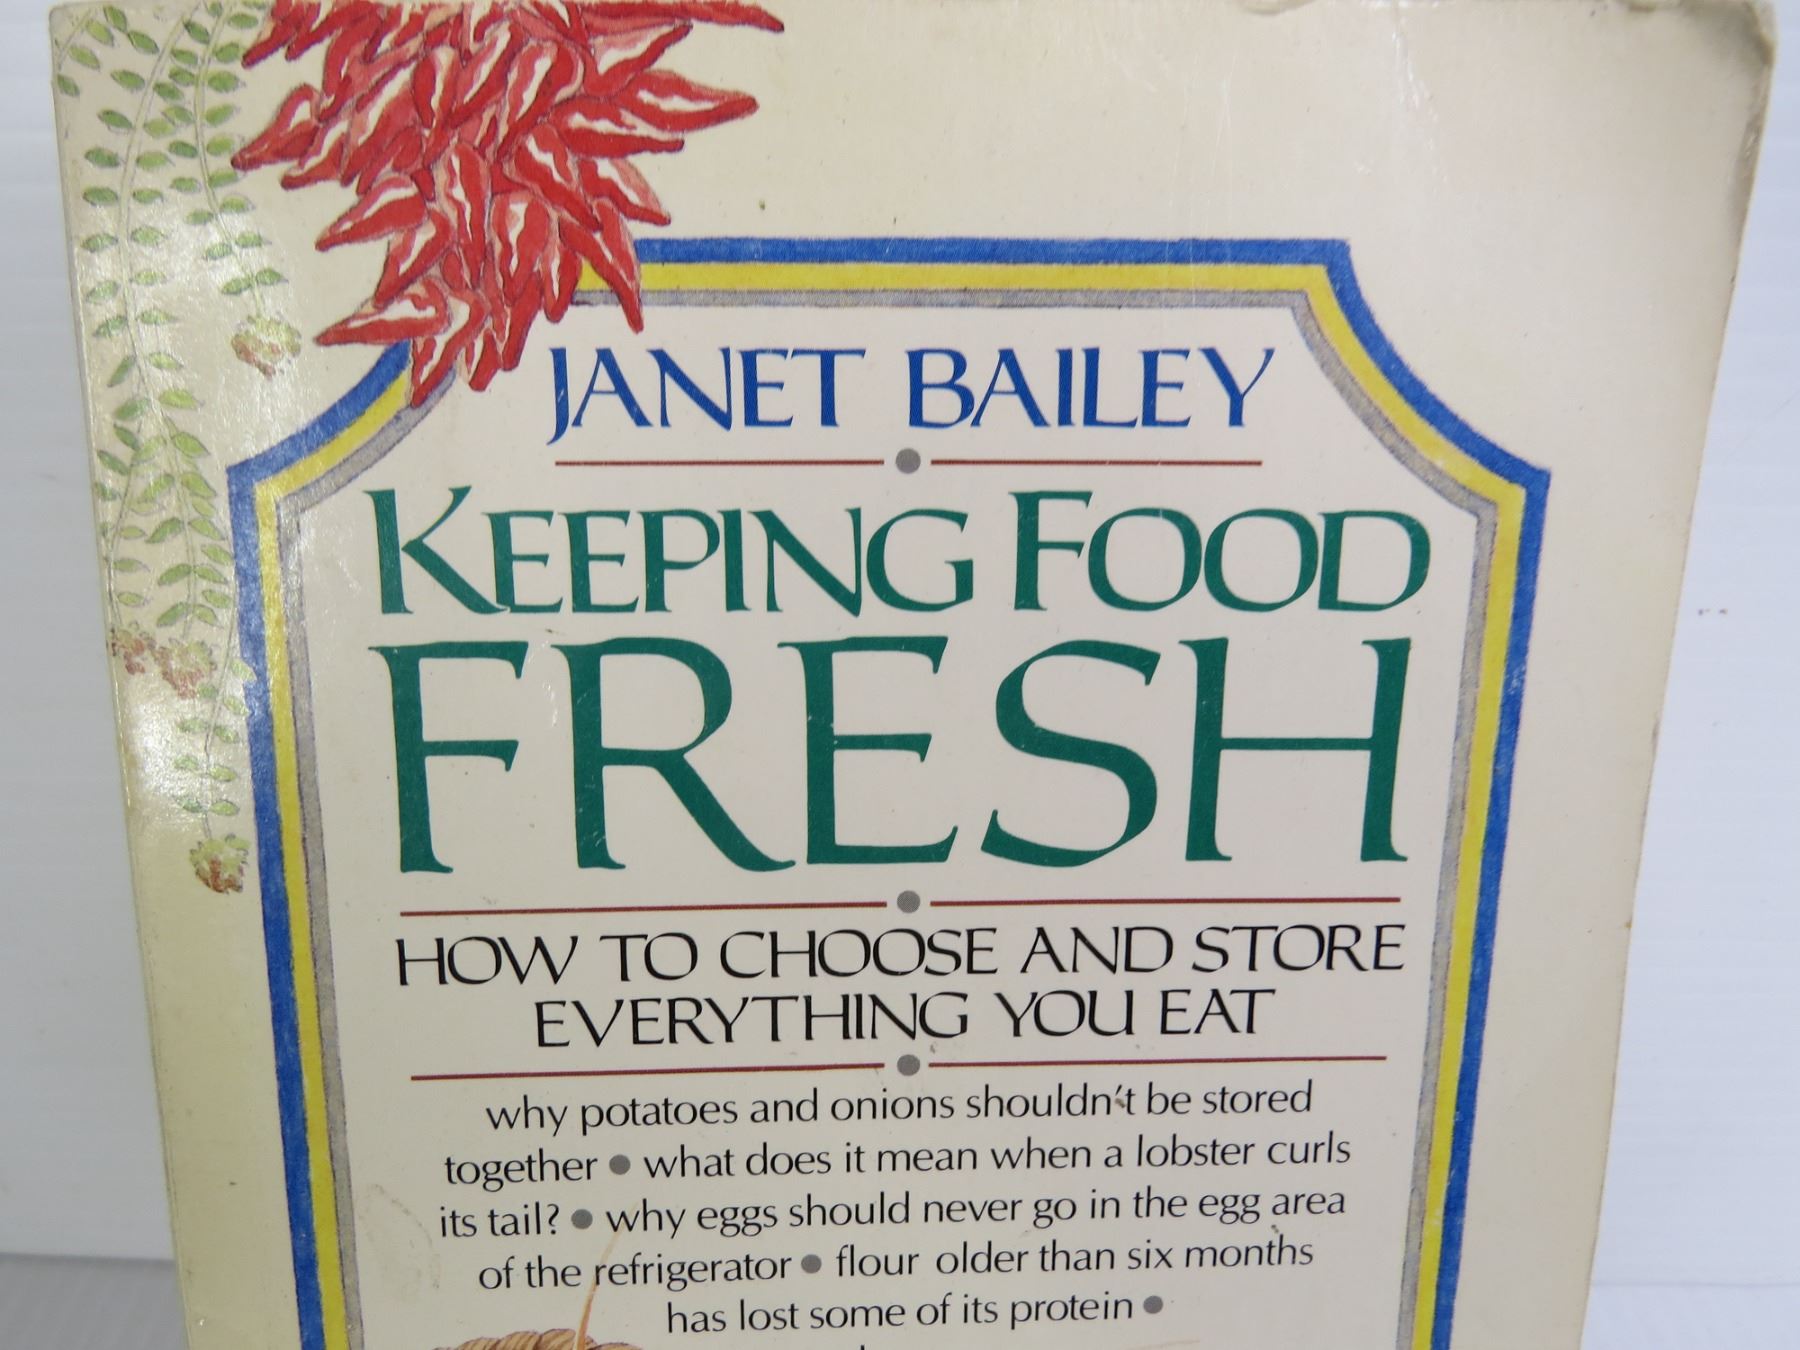 JANET BAILEY
KEEPING FOOD
FRESH
HOW TO CHOOSE AND STORE
EVERYTHING YOU EAT
why potatoes and onions shouldn't be stored
together • what does it mean when a lobster curls
its tail? • why eggs should never go in the egg area
of the refrigerator • flour older than six months
has lost some of its protein •